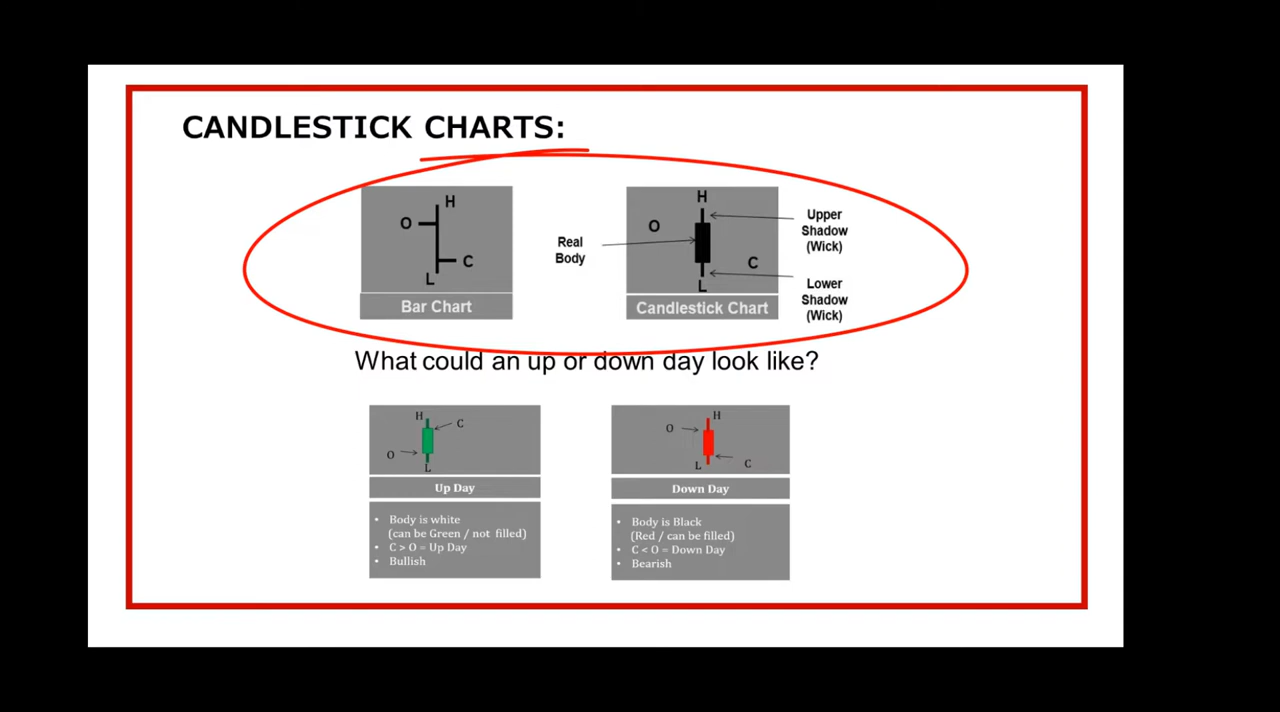 CANDLESTICK CHARTS:
H
O
C
L
Bar Chart
Real
Body
H
O
C
L
Candlestick Chart
Upper
Shadow
(Wick)
Lower
Shadow
(Wick)
What could an up or down day look like?
H
C
O
L
Up Day
• Body is white
(can be Green / not filled)
• C > O = Up Day
• Bullish
H
O
L
C
Down Day
• Body is Black
(Red / can be filled)
• C < O = Down Day
• Bearish